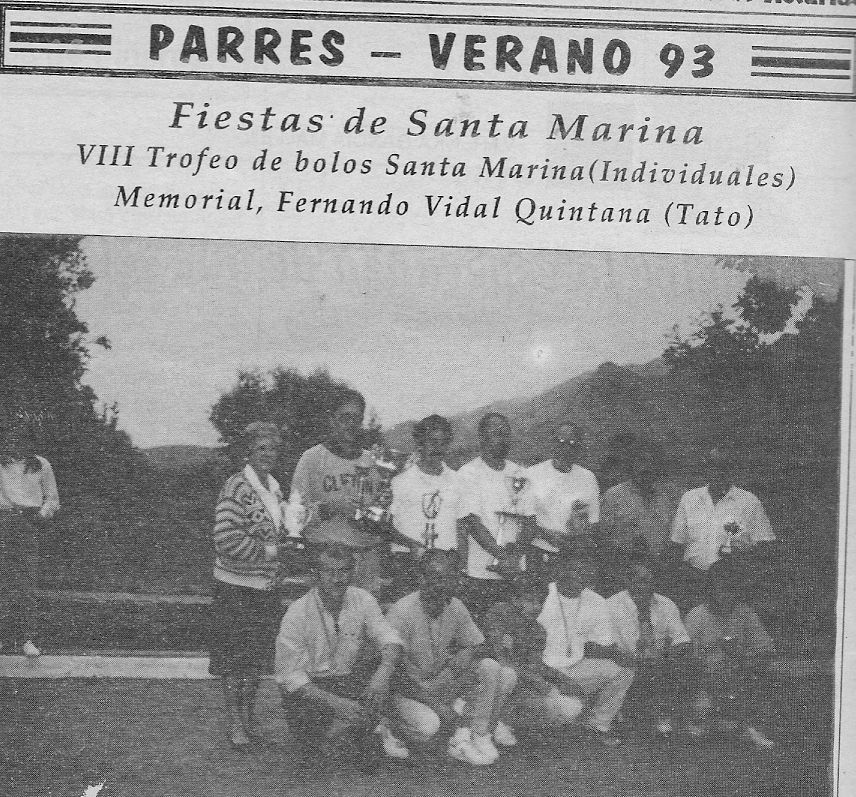 PARRES – VERANO 93
Fiestas de Santa Marina
VIII Trofeo de bolos Santa Marina(Individuales)
Memorial, Fernando Vidal Quintana (Tato)